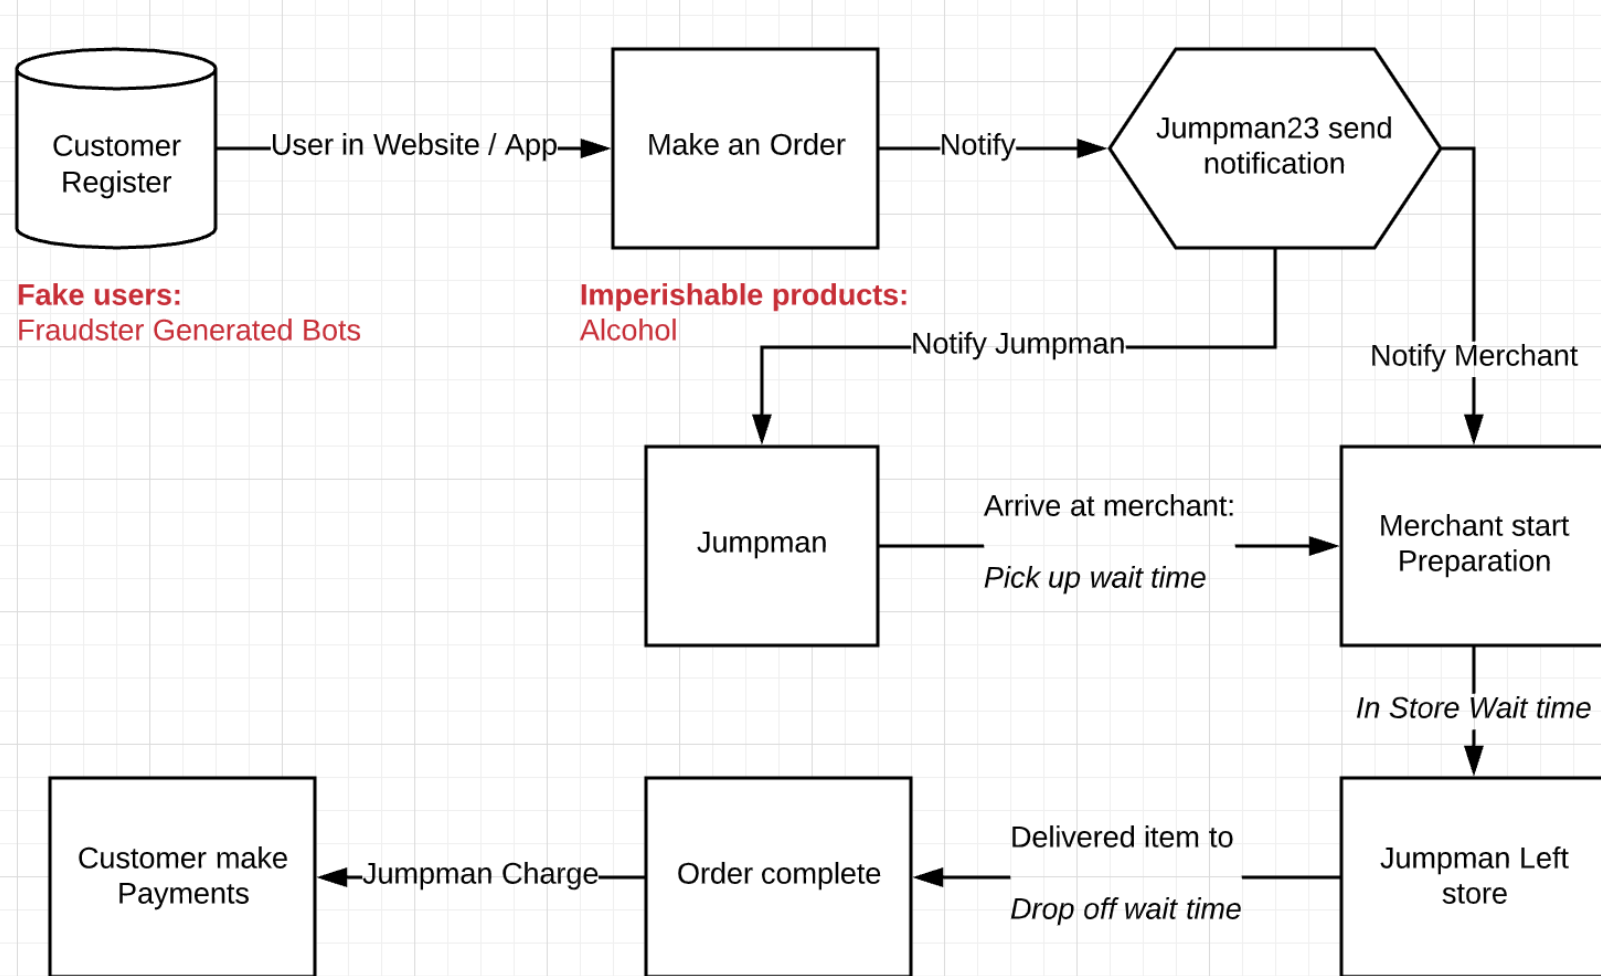 Customer
Register
User in Website / App
Make an Order
Notify
Jumpman23 send
notification
Fake users:
Fraudster Generated Bots
Imperishable products:
Alcohol
Notify Jumpman
Notify Merchant
Jumpman
Arrive at merchant:
Pick up wait time
Merchant start
Preparation
In Store Wait time
Customer make
Payments
Jumpman Charge
Order complete
Delivered item to
Drop off wait time
Jumpman Left
store